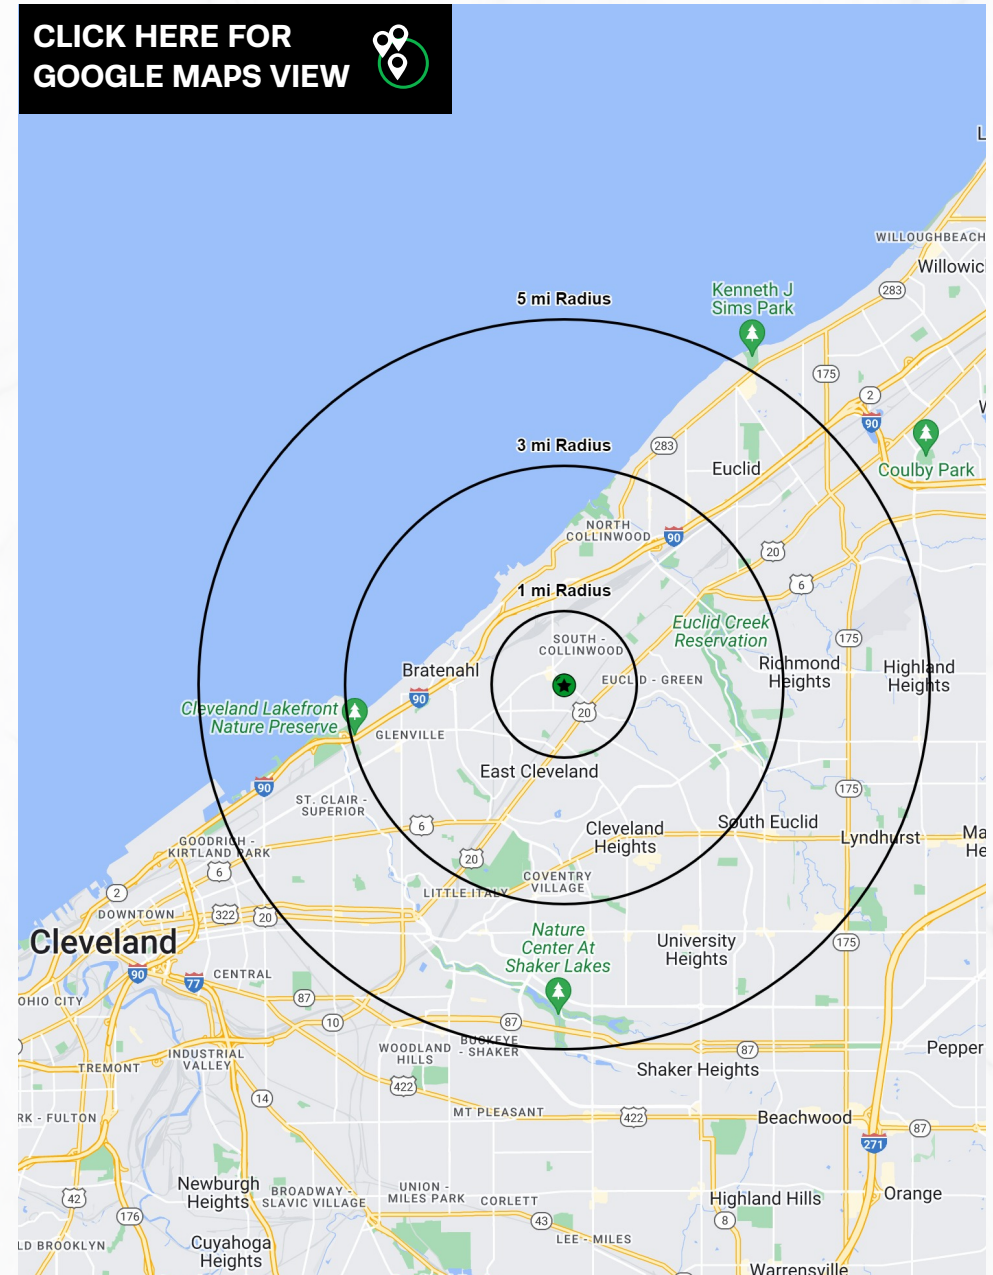 CLICK HERE FOR
GOOGLE MAPS VIEW
L
WILLOUGHBEACH
Willowic
283
Kenneth J
Sims Park
5 mi Radius
175
2
90
W
3 mi Radius
283
Euclid
Coulby Park
NORTH
COLLINWOOD
90
20
6
1 mi Radius
Euclid Creek
Reservation
SOUTH -
COLLINWOOD
175
Bratenahl
EUCLID - GREEN
Richmond
Heights
Highland
Heights
90
Cleveland Lakefront
Nature Preserve
20
GLENVILLE
East Cleveland
90
175
ST. CLAIR -
SUPERIOR
6
Cleveland
Heights
South Euclid
Lyndhurst
Ma
He
GOODRICH -
KIRTLAND PARK
6
20
COVENTRY
VILLAGE
LITTLE ITALY
2
DOWNTOWN
322
20
Cleveland
Nature
Center At
Shaker Lakes
University
Heights
175
90
77
CENTRAL
OHIO CITY
87
10
87
BUCKEYE
- SHAKER
WOODLAND
HILLS
87
Pepper
INDUSTRIAL
VALLEY
TREMONT
Shaker Heights
422
14
MT PLEASANT
422
Beachwood
87
RK - FULTON
271
Newburgh
Heights
BROADWAY -
SLAVIC VILLAGE
UNION -
MILES PARK
CORLETT
Highland Hills
Orange
42
176
43
8
LEE - MILES
LD BROOKLYN
Cuyahoga
Heights
Warrensville